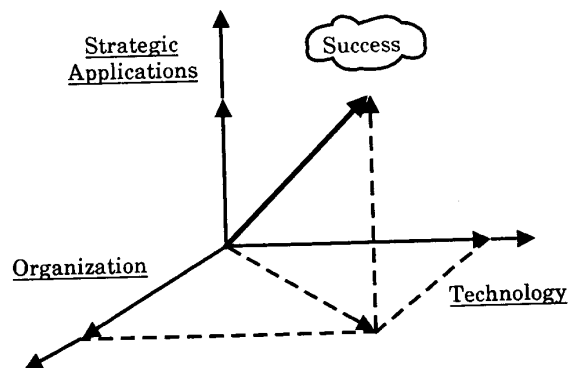 Strategic
Applications
Success
Organization
Technology